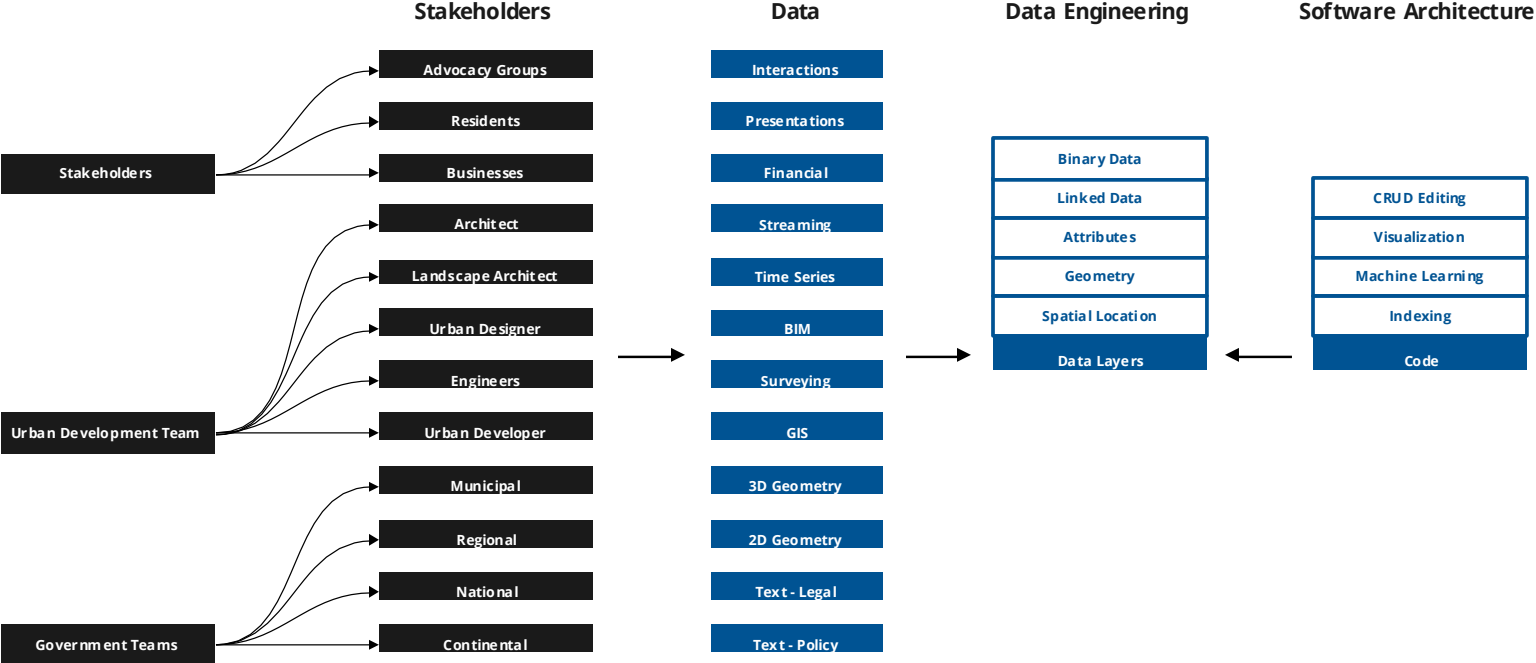 Stakeholders
Data
Data Engineering
Software Architecture
Stakeholders
Urban Development Team
Government Teams
Advocacy Groups
Residents
Businesses
Architect
Landscape Architect
Urban Designer
Engineers
Urban Developer
Municipal
Regional
National
Continental
Interactions
Presentations
Financial
Streaming
Time Series
BIM
Surveying
GIS
3D Geometry
2D Geometry
Text - Legal
Text - Policy
Binary Data
Linked Data
Attributes
Geometry
Spatial Location
Data Layers
CRUD Editing
Visualization
Machine Learning
Indexing
Code